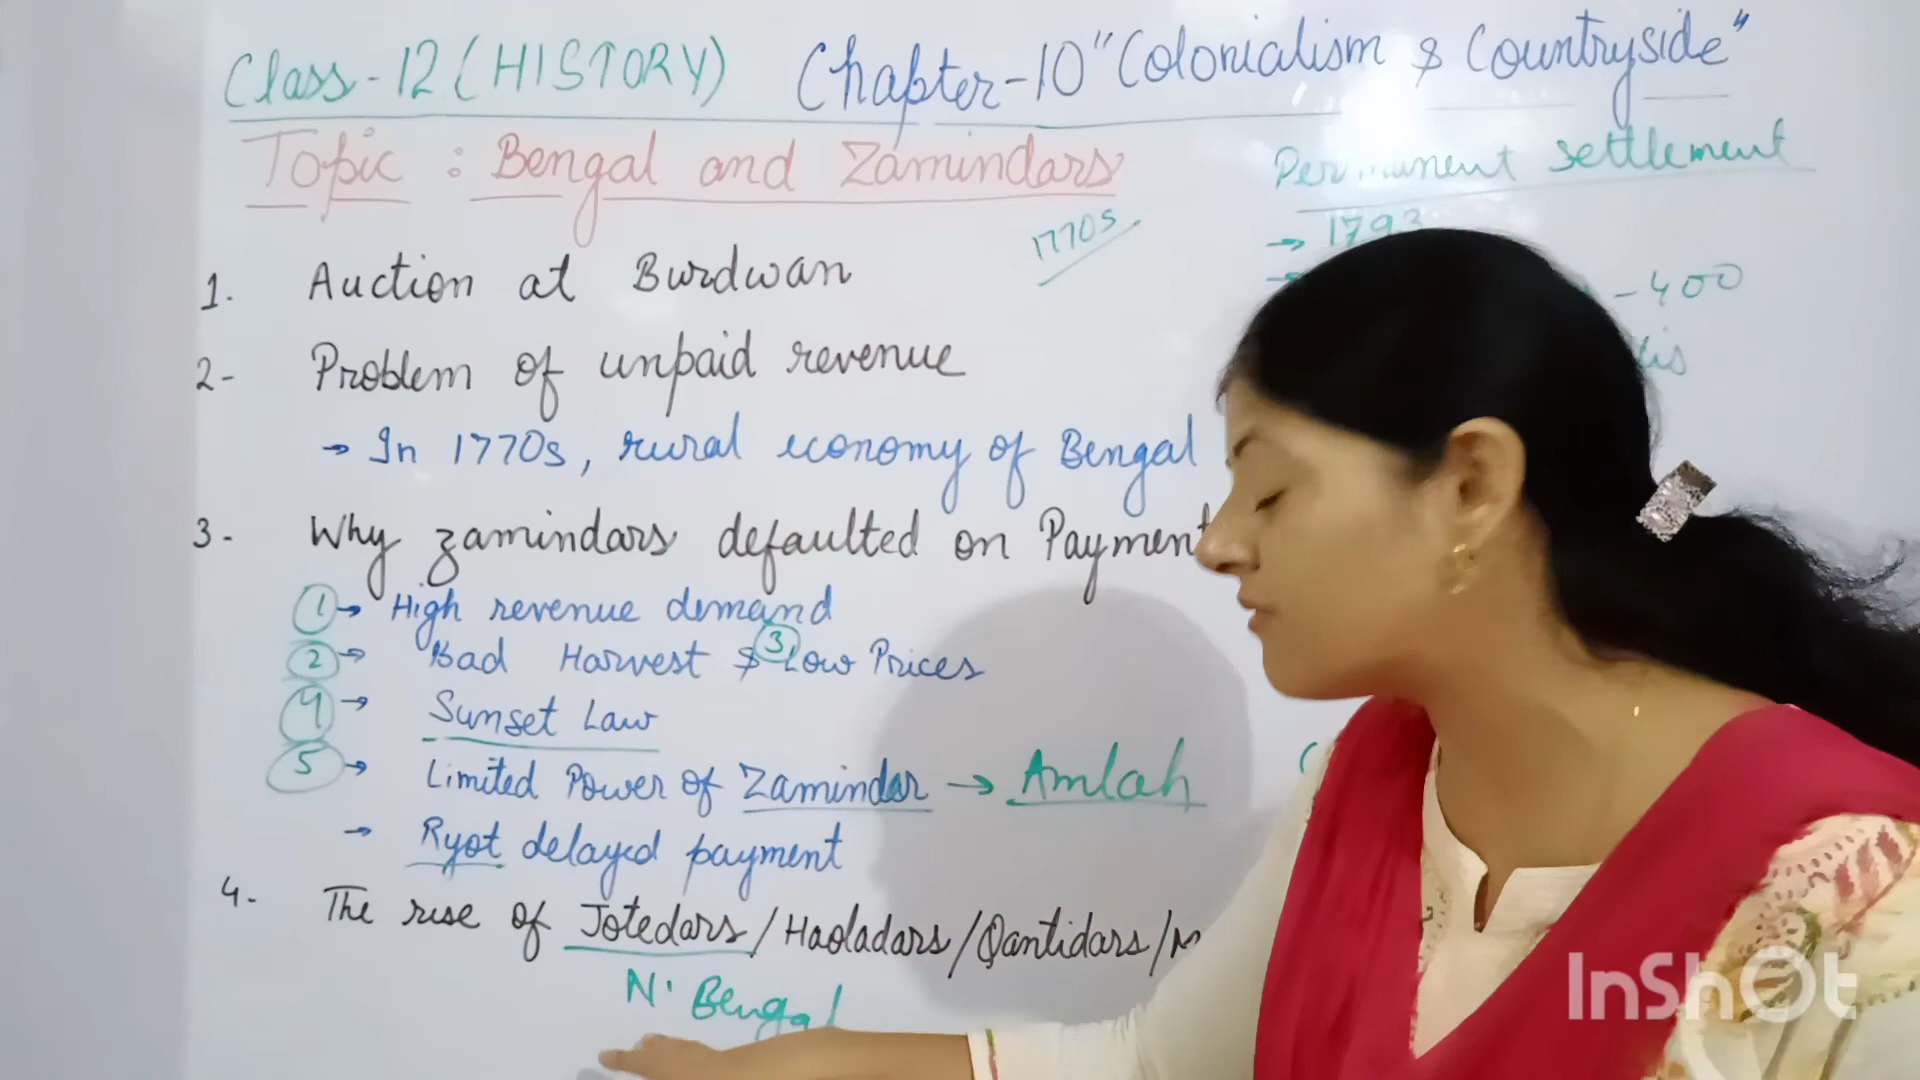 Class-12 (HISTORY) Chapter-10 "Colonialism & Countryside"
Topic : Bengal and Zamindars
Permanent settlement
1770s
→ 1793
- 400
1. Auction at Burdwan
2- Problem of unpaid revenue
→ In 1770s, rural economy of Bengal
3- Why zamindars defaulted on Payment
1 → High revenue demand
2 → Bad Harvest & 3 Low Prices
4 → Sunset Law
5 → Limited Power of Zamindar → Amlah
→ Ryot delayed payment
4- The rise of Jotedars/Haoladars/Qantidars/M
N. Bengal
InShOt